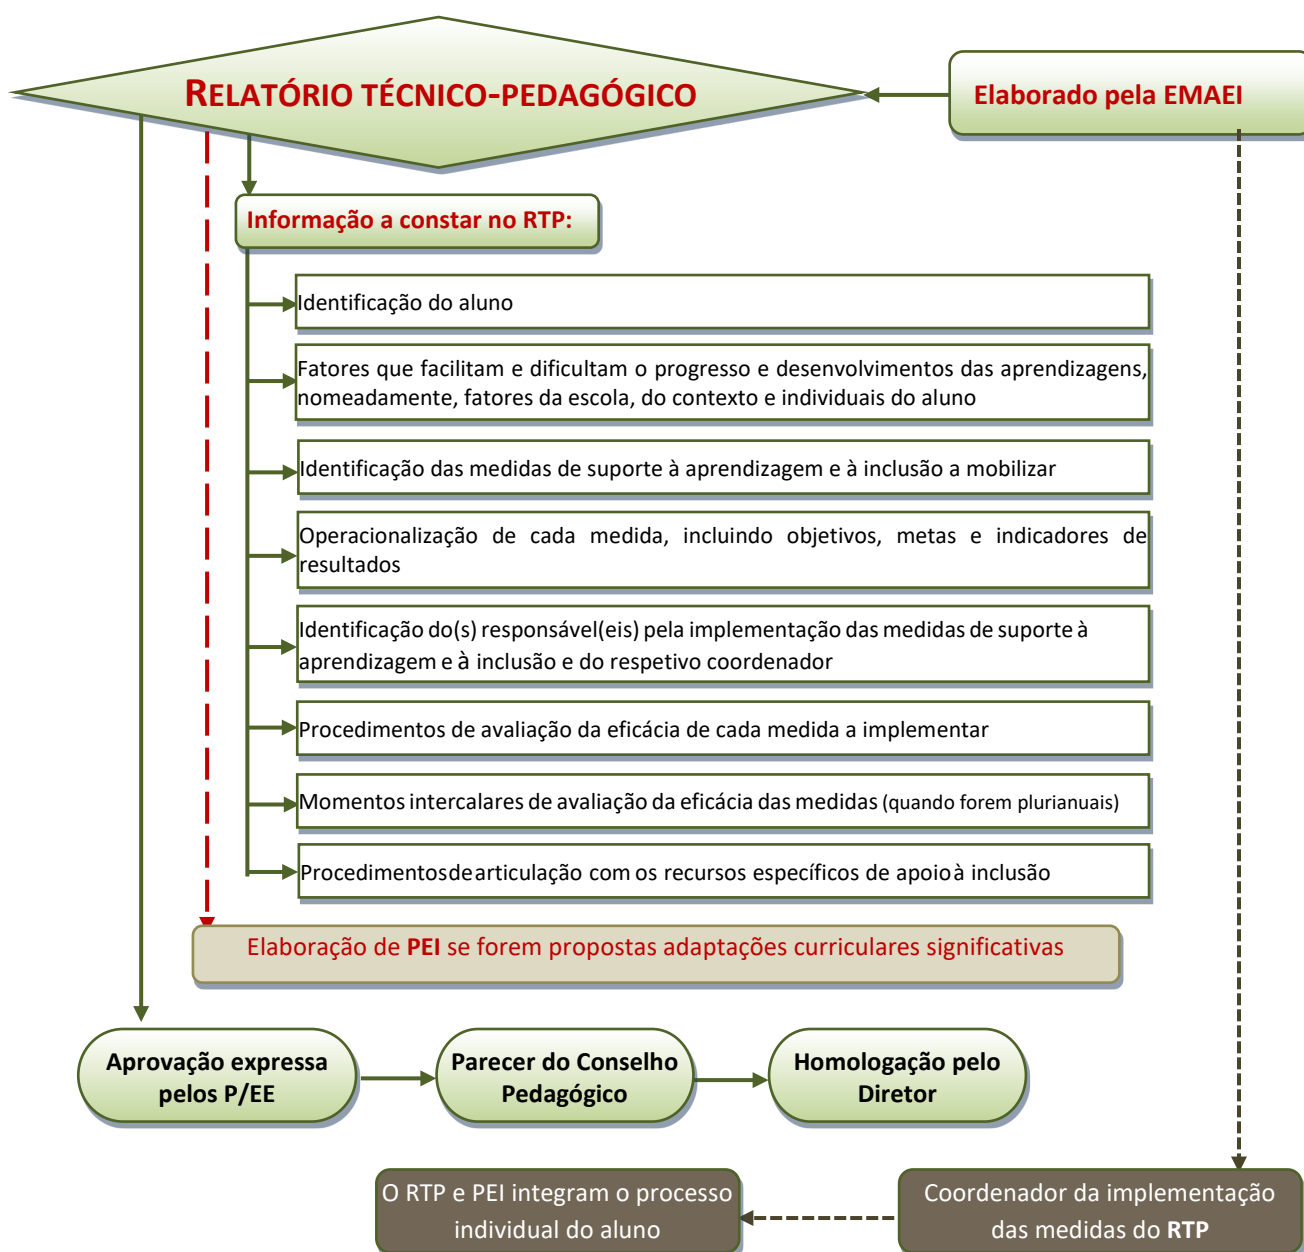 RELATÓRIO TÉCNICO-PEDAGÓGICO
Elaborado pela EMAEI
Informação a constar no RTP:
Identificação do aluno
Fatores que facilitam e dificultam o progresso e desenvolvimentos das aprendizagens,
nomeadamente, fatores da escola, do contexto e individuais do aluno
Identificação das medidas de suporte à aprendizagem e à inclusão a mobilizar
Operacionalização de cada medida, incluindo objetivos, metas e indicadores de
resultados
Identificação do(s) responsável(eis) pela implementação das medidas de suporte à
aprendizagem e à inclusão e do respetivo coordenador
Procedimentos de avaliação da eficácia de cada medida a implementar
Momentos intercalares de avaliação da eficácia das medidas (quando forem plurianuais)
Procedimentos de articulação com os recursos específicos de apoio à inclusão
Elaboração de PEI se forem propostas adaptações curriculares significativas
Aprovação expressa
pelos P/EE
Parecer do Conselho
Pedagógico
Homologação pelo
Diretor
O RTP e PEI integram o processo
individual do aluno
Coordenador da implementação
das medidas do RTP